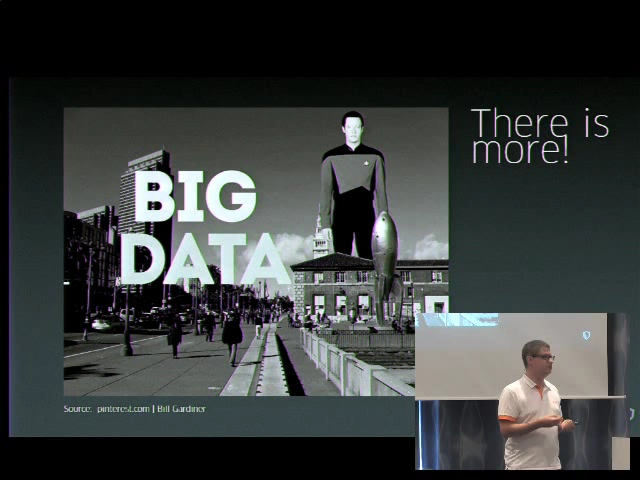 There is
more!
BIG
DATA
Source: pinterest.com | Bill Gardiner